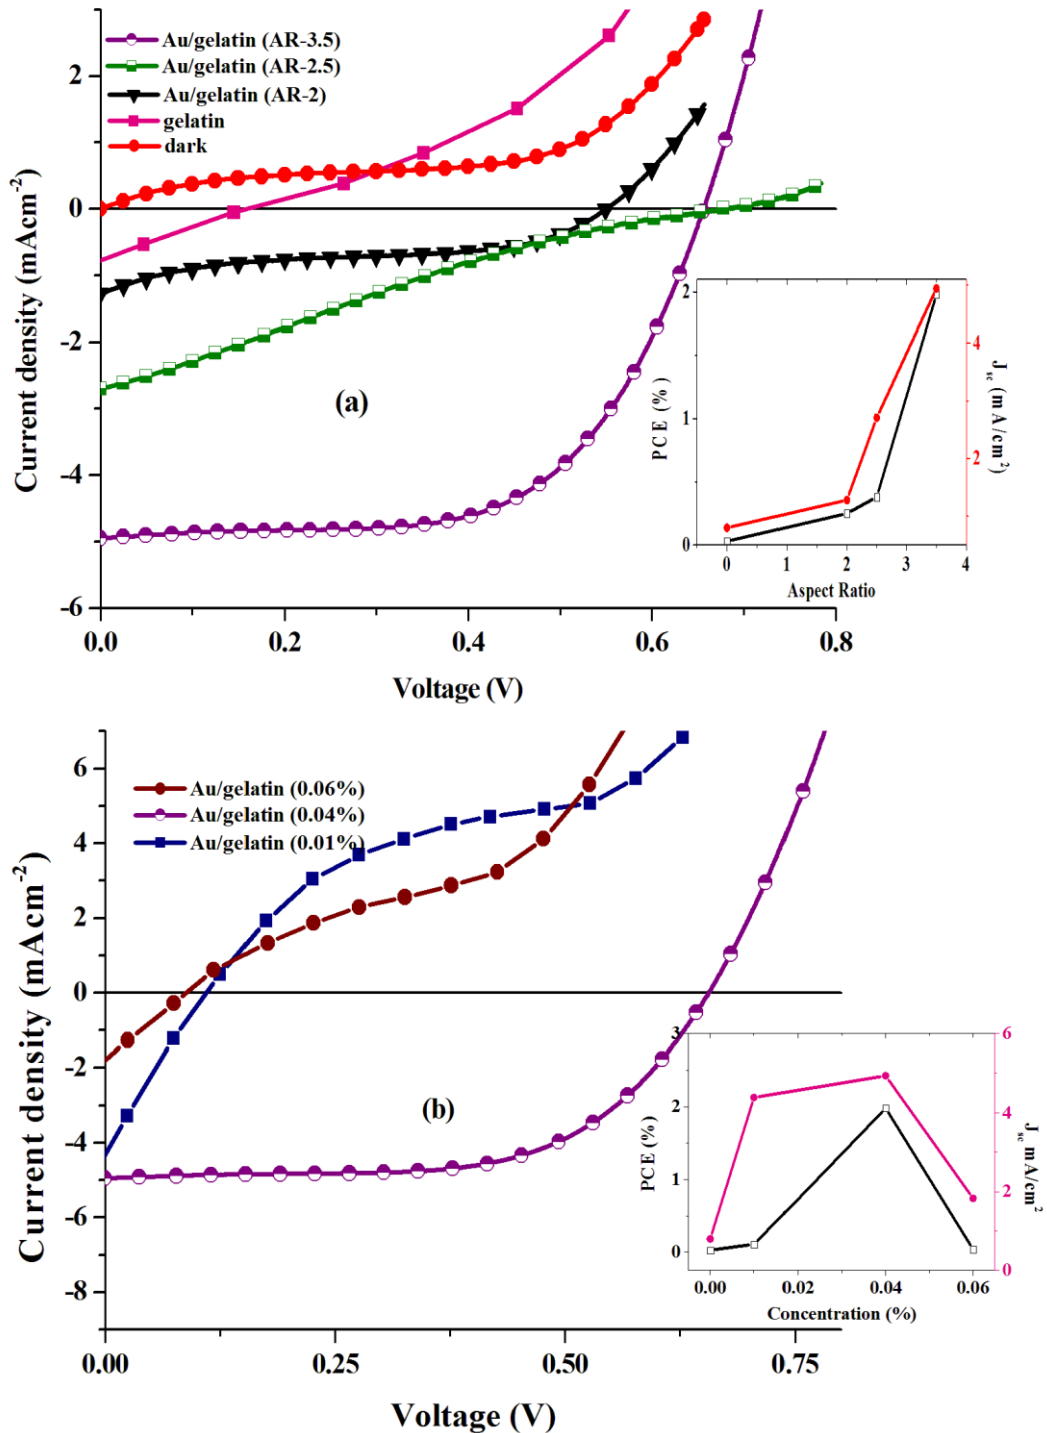 Au/gelatin (AR-3.5)
Au/gelatin (AR-2.5)
Au/gelatin (AR-2)
gelatin
dark
2
0
-2
-4
-6
Current density (mAcm-2)
(a)
0.0
0.2
0.4
0.6
0.8
Voltage (V)
2
1
0
PCE (%)
4
2
Jsc (mA/cm2)
0
1
2
3
4
Aspect Ratio
Au/gelatin (0.06%)
Au/gelatin (0.04%)
Au/gelatin (0.01%)
6
4
2
0
-2
-4
-6
-8
Current density (mAcm-2)
(b)
0.00
0.25
0.50
0.75
Voltage (V)
3
2
1
0
PCE (%)
6
4
2
0
Jsc mA/cm2
0.00
0.02
0.04
0.06
Concentration (%)